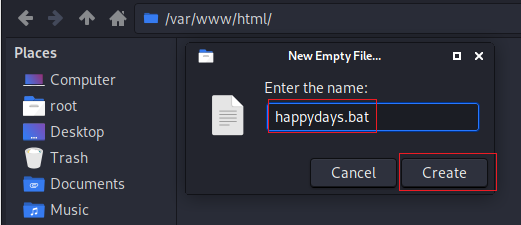 /var/www/html/
Places
Computer
root
Desktop
Trash
Documents
Music
New Empty File...
Enter the name:
happydays.bat
Cancel
Create